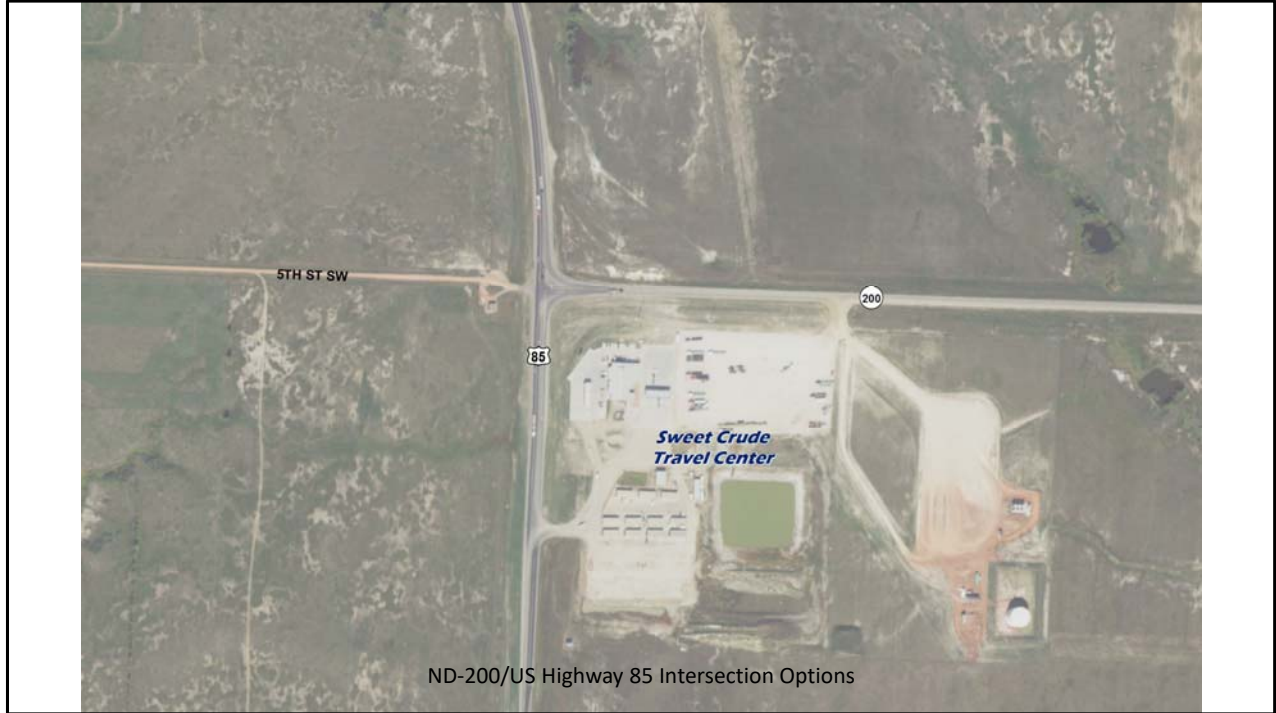 5TH ST SW
200
85
Sweet Crude
Travel Center
ND-200/US Highway 85 Intersection Options